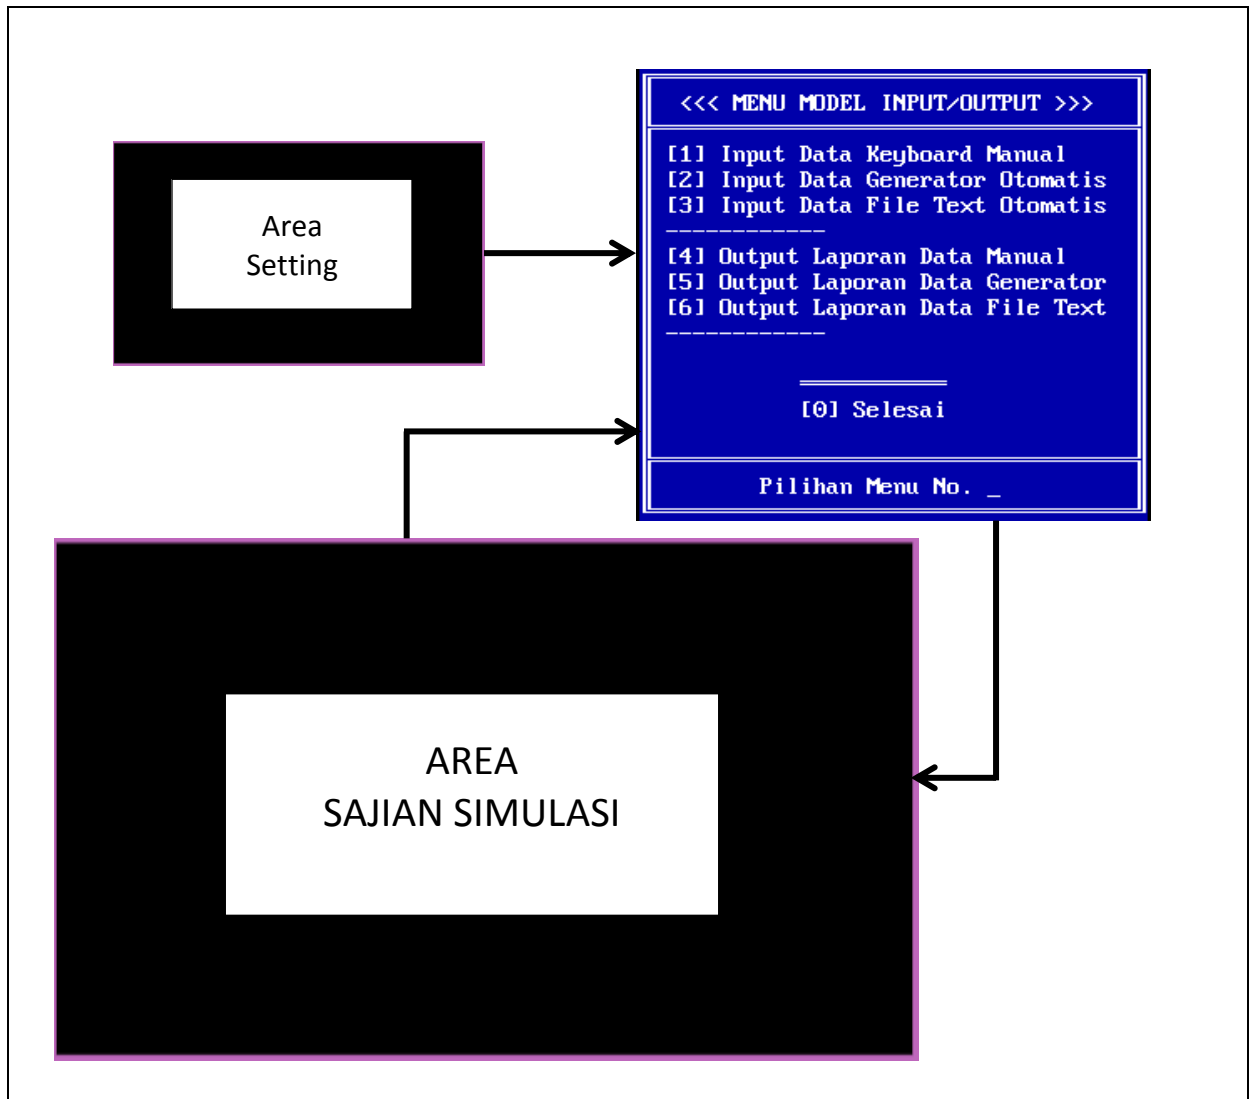 Area
Setting
<<< MENU MODEL INPUT/OUTPUT >>>
[1] Input Data Keyboard Manual
[2] Input Data Generator Otomatis
[3] Input Data File Text Otomatis
------------
[4] Output Laporan Data Manual
[5] Output Laporan Data Generator
[6] Output Laporan Data File Text
------------
[0] Selesai
Pilihan Menu No. _
AREA
SAJIAN SIMULASI